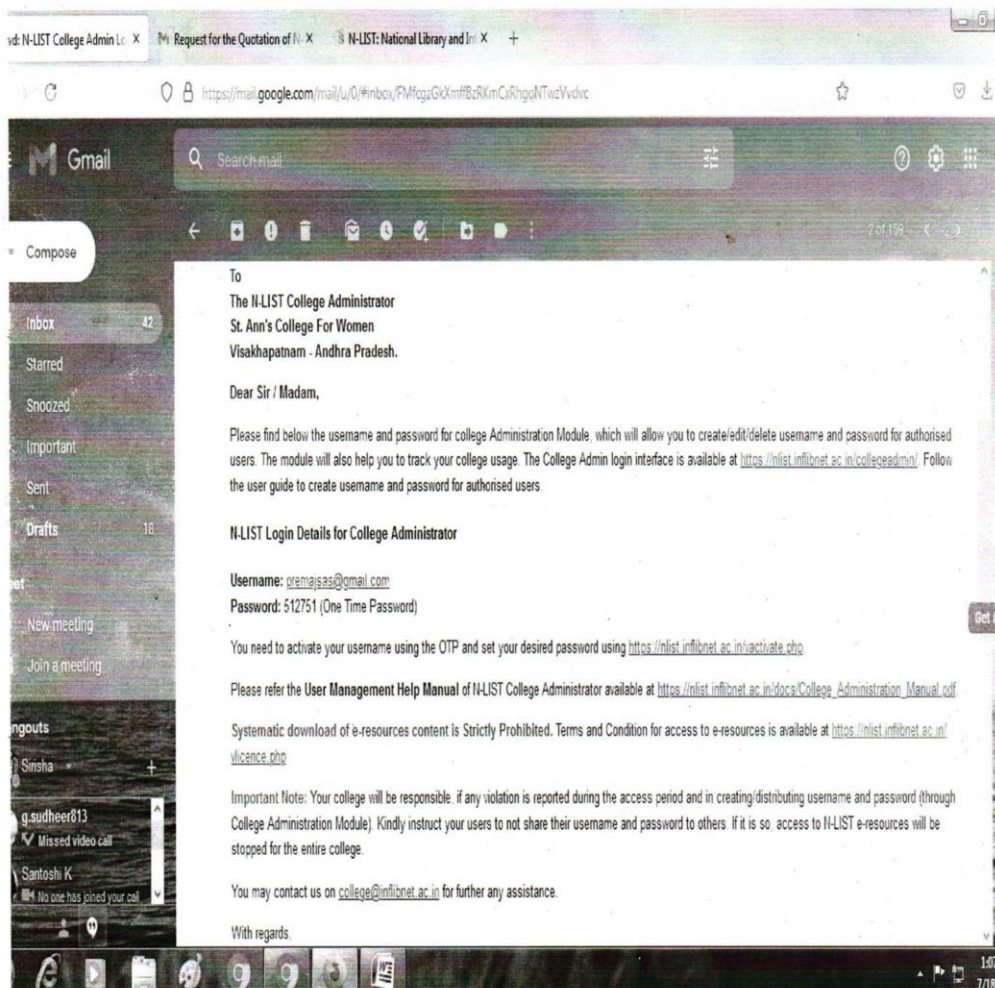 vd: N-LIST College Admin Lo X
Request for the Quotation of N- X
N-LIST: National Library and In X +
Gmail
Search mail
Compose
2 of 159
Inbox 42
Starred
Snoozed
Important
Sent
Drafts 18
eet
New meeting
Join a meeting
ngouts
Sirisha
+
g.sudheer813
Missed video call
Santoshi K
No one has joined your call
To
The N-LIST College Administrator
St. Ann's College For Women
Visakhapatnam - Andhra Pradesh.
Dear Sir / Madam,
Please find below the username and password for college Administration Module, which will allow you to create/edit/delete username and password for authorised
users. The module will also help you to track your college usage. The College Admin login interface is available at https://nlist.inflibnet.ac.in/collegeadmin/. Follow
the user guide to create username and password for authorised users
N-LIST Login Details for College Administrator
Username: premajsas@gmail.com
Password: 512751 (One Time Password)
You need to activate your username using the OTP and set your desired password using https://nlist.inflibnet.ac.in/vactivate.php
Please refer the User Management Help Manual of N-LIST College Administrator available at https://nlist.inflibnet.ac.in/docs/College_Administration_Manual.pdf
Systematic download of e-resources content is Strictly Prohibited. Terms and Condition for access to e-resources is available at https://nlist.inflibnet.ac.in/
vlicence.php
Important Note: Your college will be responsible, if any violation is reported during the access period and in creating/distributing username and password (through
College Administration Module). Kindly instruct your users to not share their username and password to others. If it is so, access to N-LIST e-resources will be
stopped for the entire college.
You may contact us on college@inflibnet.ac.in for further any assistance.
With regards,
Get
1:07
7/18